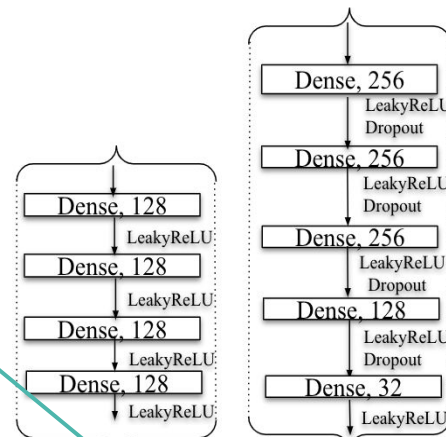 Dense, 128
LeakyReLU
Dense, 128
LeakyReLU
Dense, 128
LeakyReLU
Dense, 128
LeakyReLU
Dense, 256
LeakyReLU
Dropout
Dense, 256
LeakyReLU
Dropout
Dense, 256
LeakyReLU
Dropout
Dense, 128
LeakyReLU
Dropout
Dense, 32
LeakyReLU